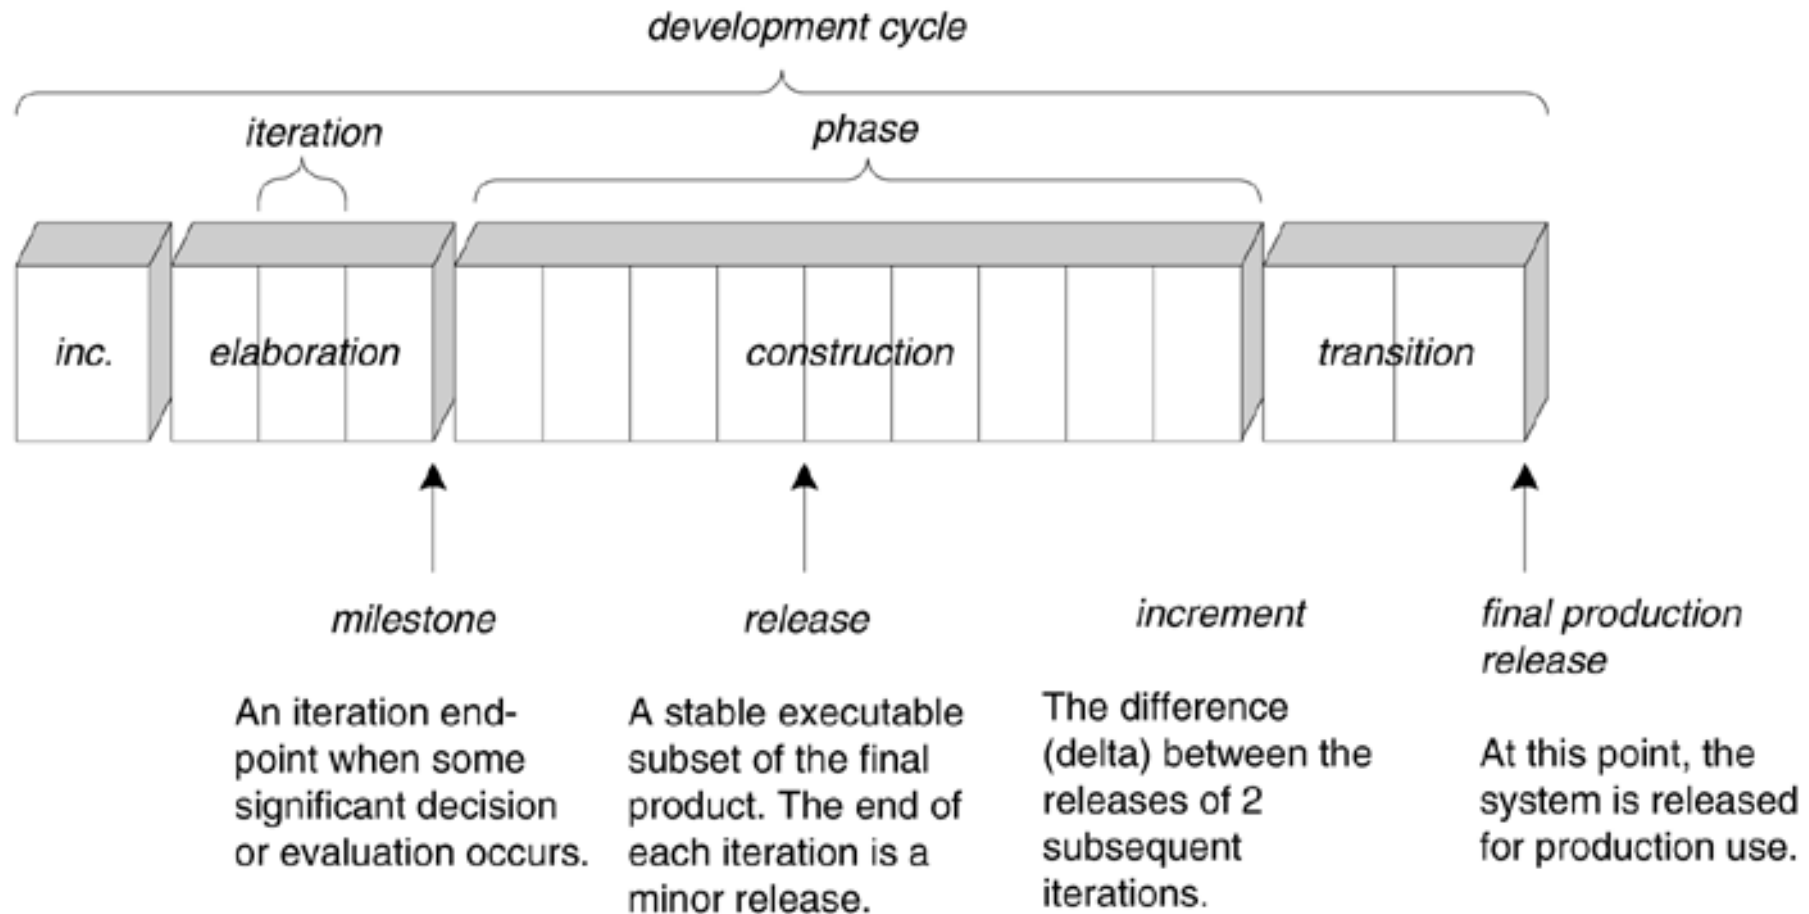 development cycle
iteration
phase
inc.
elaboration
construction
transition
milestone
An iteration end-
point when some
significant decision
or evaluation occurs.
release
A stable executable
subset of the final
product. The end of
each iteration is a
minor release.
increment
The difference
(delta) between the
releases of 2
subsequent
iterations.
final production
release
At this point, the
system is released
for production use.